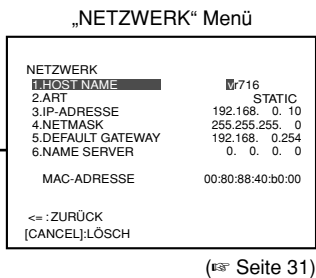 „NETZWERK“ Menü
NETZWERK
1.HOST NAME vr716
2.ART STATIC
3.IP-ADRESSE 192.168. 0. 10
4.NETMASK 255.255.255. 0
5.DEFAULT GATEWAY 192.168. 0.254
6.NAME SERVER 0. 0. 0. 0
MAC-ADRESSE 00:80:88:40:b0:00
<= :ZURÜCK
[CANCEL]:LÖSCH
(☞ Seite 31)